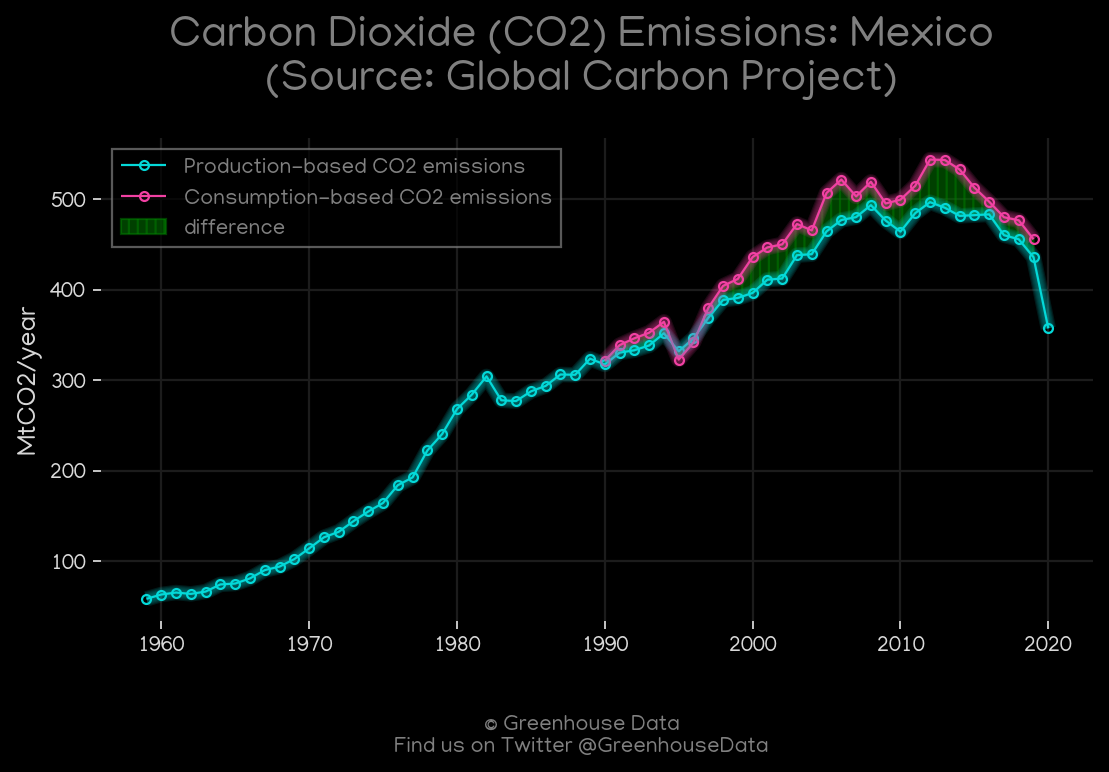 Carbon Dioxide (CO2) Emissions: Mexico
(Source: Global Carbon Project)
Production-based CO2 emissions
Consumption-based CO2 emissions
difference
MtCO2/year
500
400
300
200
100
1960 1970 1980 1990 2000 2010 2020
© Greenhouse Data
Find us on Twitter @GreenhouseData